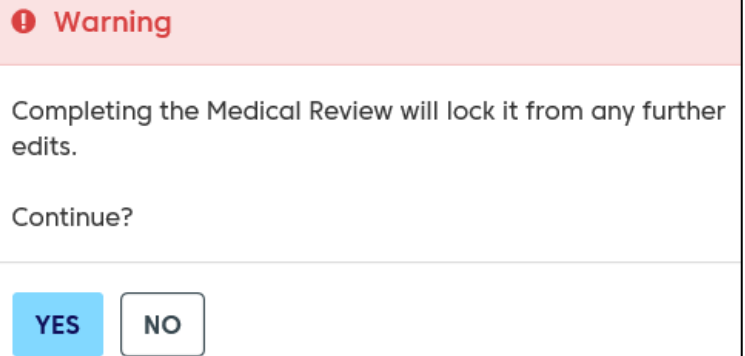 Warning
Completing the Medical Review will lock it from any further
edits.
Continue?
YES
NO